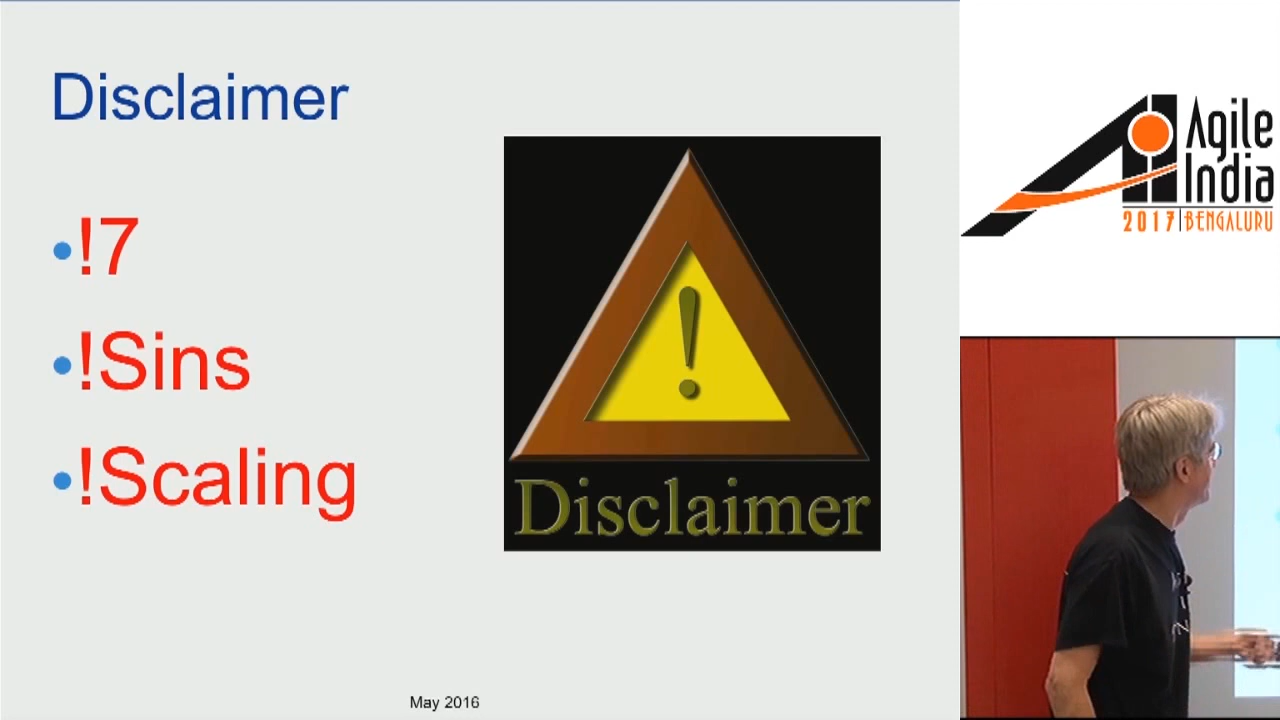 Disclaimer
•!7
•!Sins
•!Scaling
Disclaimer
May 2016
Agile
India
2017|BENGALURU